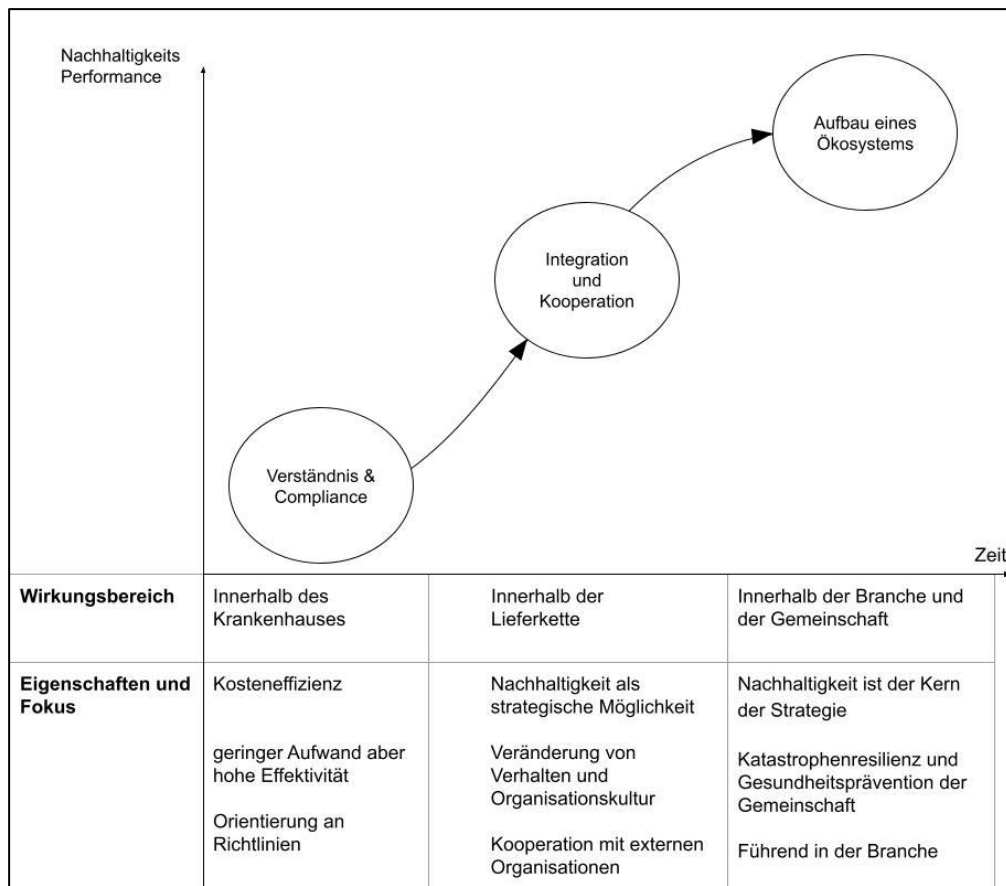 Nachhaltigkeits
Performance
Aufbau eines
Ökosystems
Integration
und
Kooperation
Verständnis &
Compliance
Zeit
Wirkungsbereich
Innerhalb des
Krankenhauses
Innerhalb der
Lieferkette
Innerhalb der Branche und
der Gemeinschaft
Eigenschaften und
Fokus
Kosteneffizienz
geringer Aufwand aber
hohe Effektivität
Orientierung an
Richtlinien
Nachhaltigkeit als
strategische Möglichkeit
Veränderung von
Verhalten und
Organisationskultur
Kooperation mit externen
Organisationen
Nachhaltigkeit ist der Kern
der Strategie
Katastrophenresilienz und
Gesundheitsprävention der
Gemeinschaft
Führend in der Branche